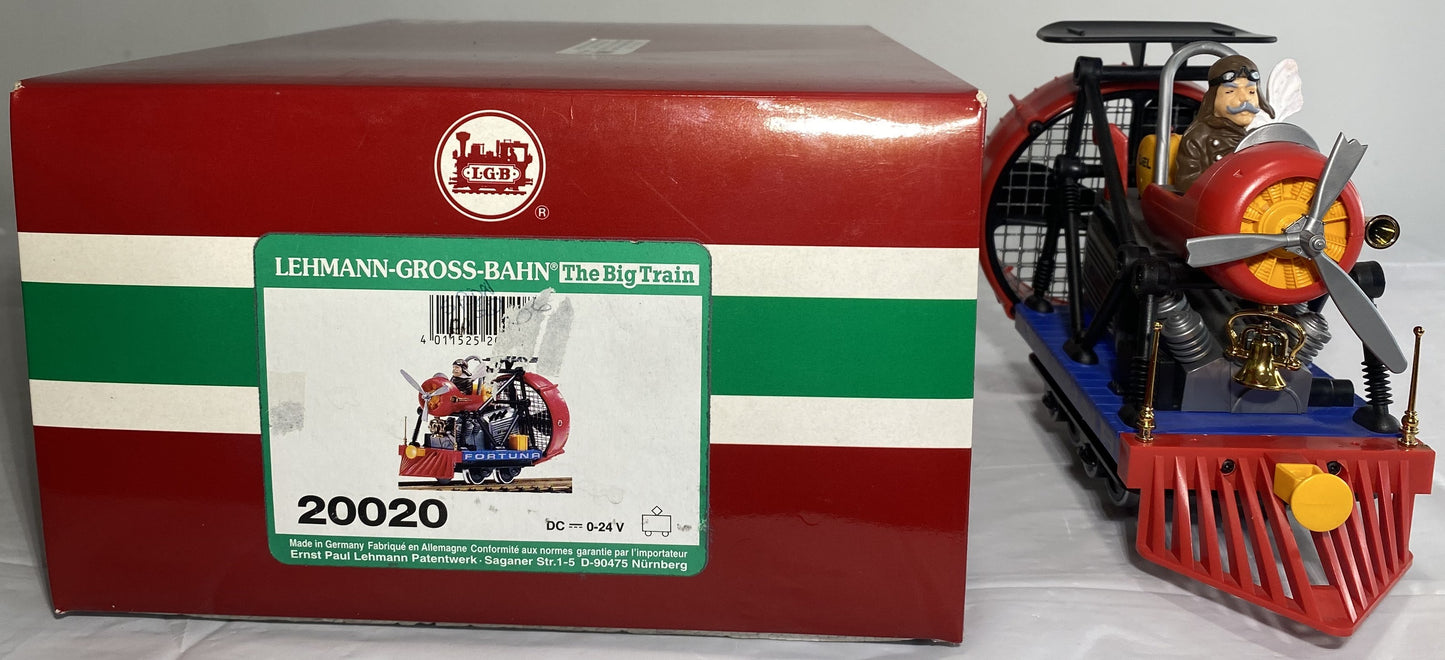 L·G·B
®
LEHMANN-GROSS-BAHN® The Big Train
4 011525 2
FORTUNA
20020
DC 0-24 V
Made in Germany Fabriqué en Allemagne Conformité aux normes garantie par l'importateur
Ernst Paul Lehmann Patentwerk · Saganer Str.1-5 D-90475 Nürnberg